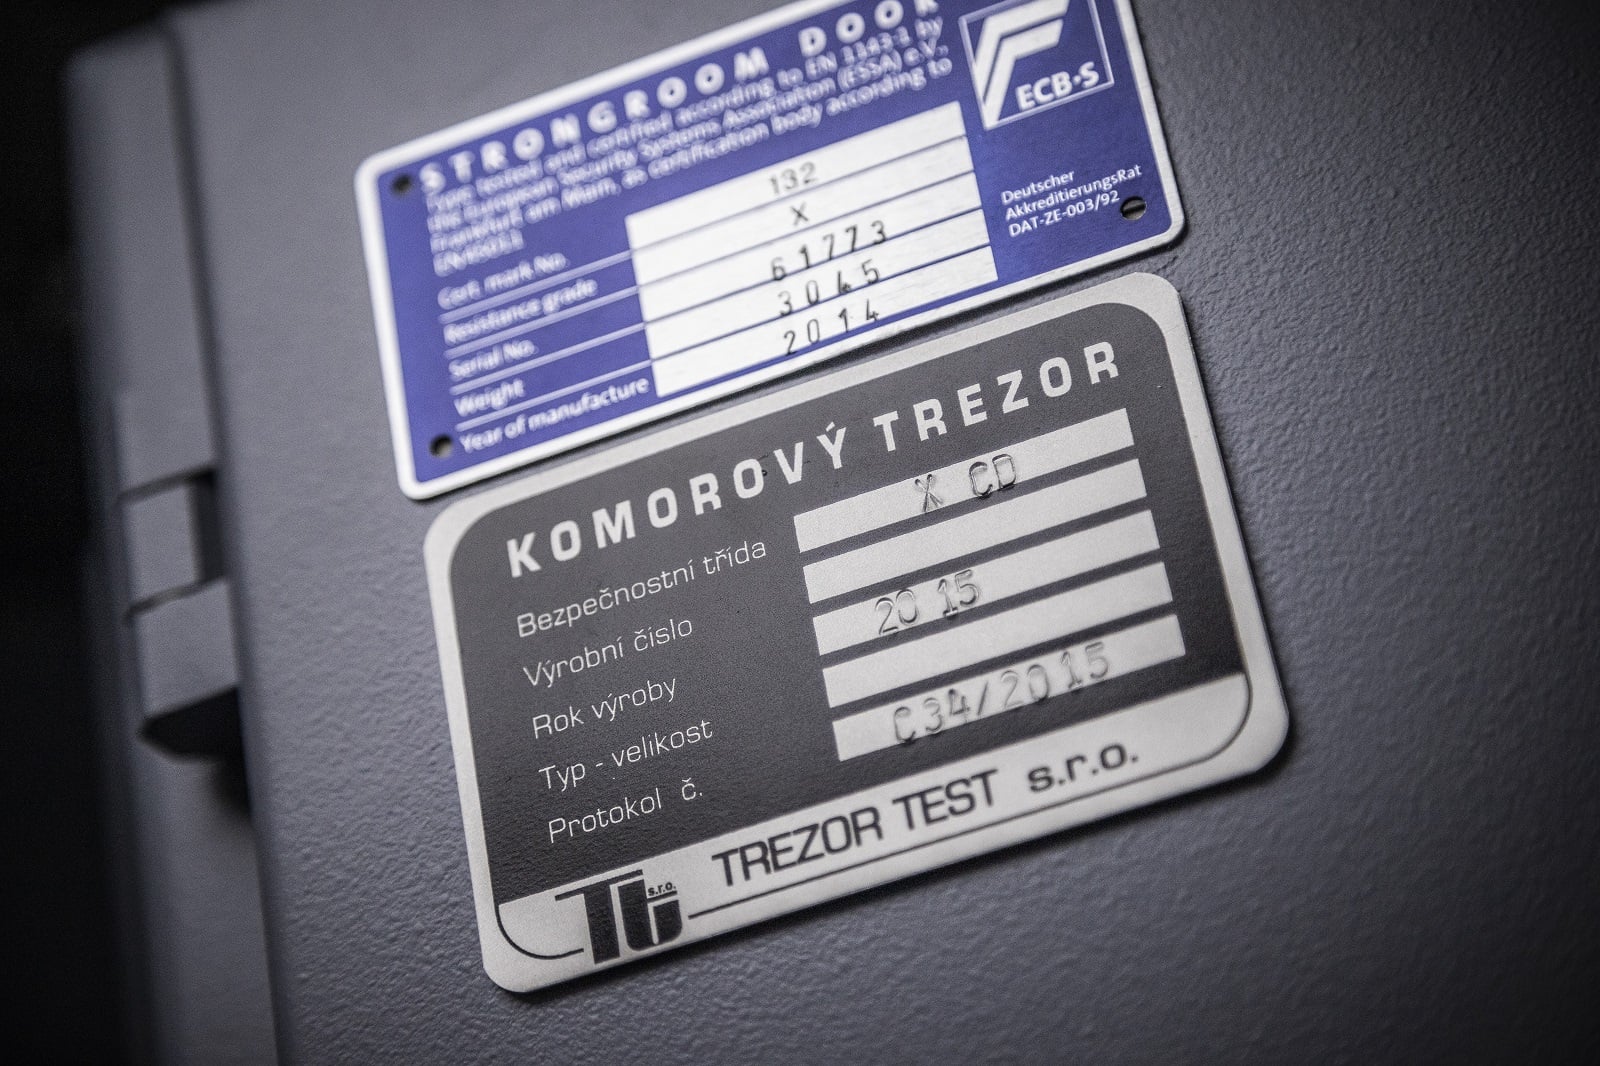 STRONGROOM DOOR
Type tested and certified according to EN 1143-1 by
the European Security Systems Association (ESSA) e.V.,
Frankfurt am Main, as certification body according to
EN45011
Cert. mark No. 132
Resistance grade X
Serial No. 61773
Weight 3045
Year of manufacture 2014
ECB·S
Deutscher
AkkreditierungsRat
DAT-ZE-003/92
KOMOROVÝ TREZOR
Bezpečnostní třída X CD
Výrobní číslo
Rok výroby 2015
Typ - velikost
Protokol č. C34/2015
Tt s.r.o.
TREZOR TEST s.r.o.